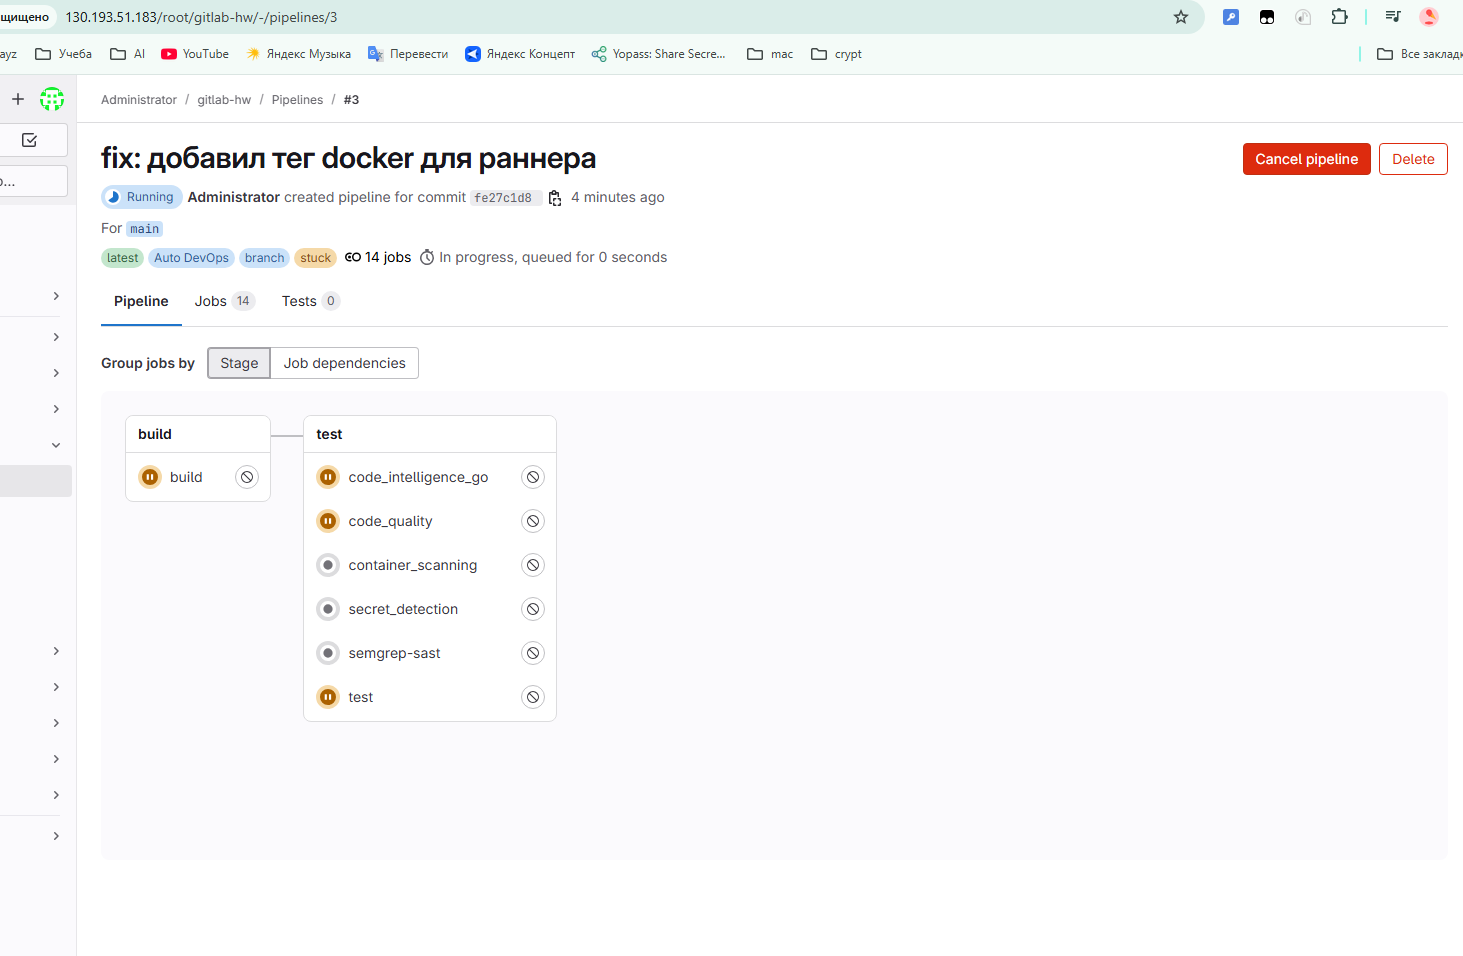 щищено 130.193.51.183/root/gitlab-hw/-/pipelines/3
ayz Учеба AI YouTube Яндекс Музыка Перевести Яндекс Концепт Yopass: Share Secre... mac crypt Все закладк
Administrator / gitlab-hw / Pipelines / #3
fix: добавил тег docker для раннера
Cancel pipeline Delete
Running Administrator created pipeline for commit fe27c1d8 4 minutes ago
For main
latest Auto DevOps branch stuck 14 jobs In progress, queued for 0 seconds
Pipeline Jobs 14 Tests 0
Group jobs by Stage Job dependencies
build
build
test
code_intelligence_go
code_quality
container_scanning
secret_detection
semgrep-sast
test